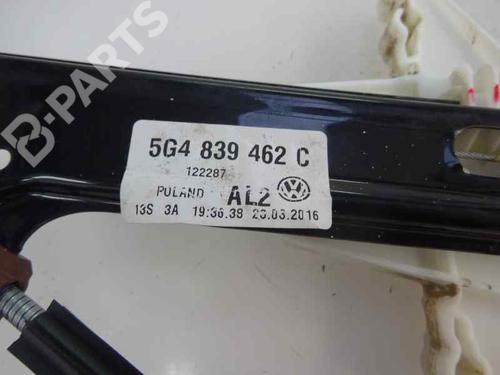 B-PARTS
5G4 839 462 C
122287
POLAND AL2
13S 3A 19:36.38 23.03.2016